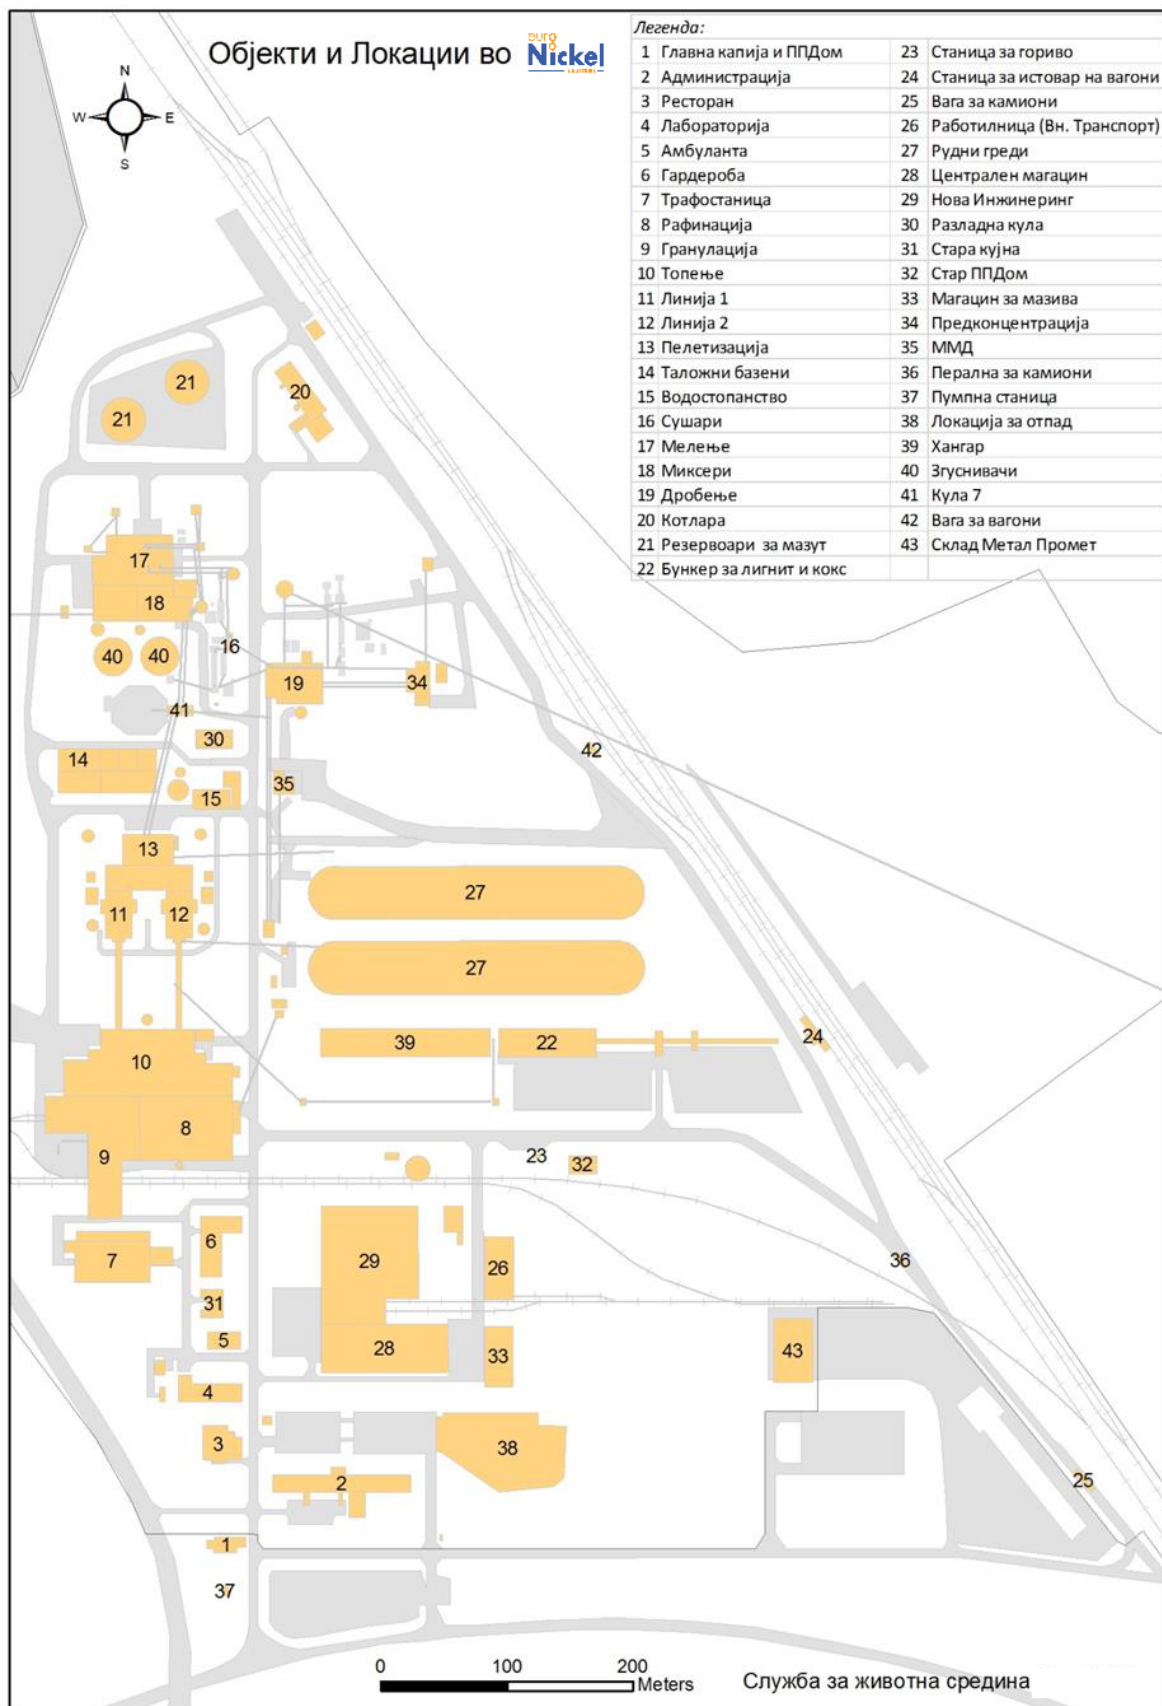 Објекти и Локации во euro Nickel
Легенда:
1 Главна капија и ППДом
2 Администрација
3 Ресторан
4 Лабораторија
5 Амбуланта
6 Гардероба
7 Трафостаница
8 Рафинација
9 Гранулација
10 Топење
11 Линија 1
12 Линија 2
13 Пелетизација
14 Таложни базени
15 Водостопанство
16 Сушари
17 Мелење
18 Миксери
19 Дробење
20 Котлара
21 Резервоари за мазут
22 Бункер за лигнит и кокс
23 Станица за гориво
24 Станица за истовар на вагони
25 Вага за камиони
26 Работилница (Вн. Транспорт)
27 Рудни греди
28 Централен магацин
29 Нова Инжинеринг
30 Разладна кула
31 Стара кујна
32 Стар ППДом
33 Магацин за мазива
34 Предконцентрација
35 ММД
36 Перална за камиони
37 Пумпна станица
38 Локација за отпад
39 Хангар
40 Згуснивачи
41 Кула 7
42 Вага за вагони
43 Склад Метал Промет
N
W E
S
21
20
21
17
18
16
40 40
19
34
41
30
42
14
35
15
13
27
11 12
27
24
39 22
10
8
9
23
32
6
36
7
29
26
31
5
28
33
43
4
3
38
2
25
1
37
0 100 200
Meters
Служба за животна средина